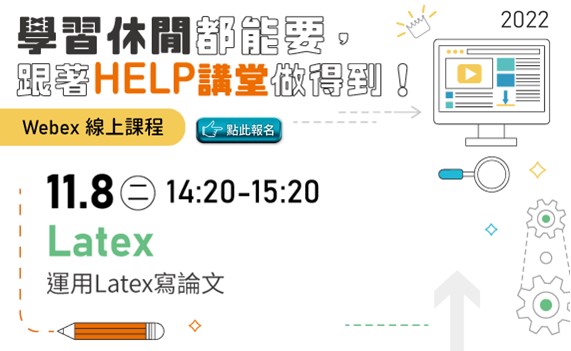 學習休閒都能要，
2022
跟著HELP講堂做得到！
Webex 線上課程
點此報名
11.8 ㊁ 14:20-15:20
Latex
運用Latex寫論文